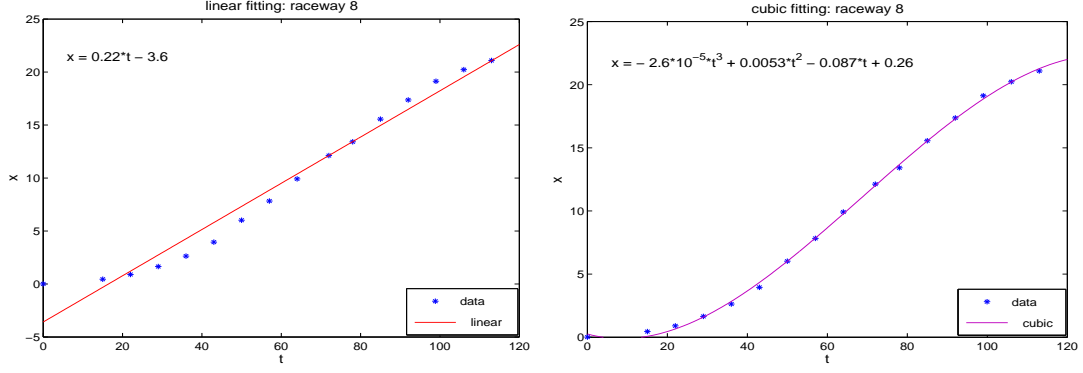 linear fitting: raceway 8
x = 0.22*t − 3.6
25
20
15
10
5
0
−5
x
0
20
40
60
80
100
120
t
data
linear
cubic fitting: raceway 8
x = − 2.6*10⁻⁵*t³ + 0.0053*t² − 0.087*t + 0.26
25
20
15
10
5
0
x
0
20
40
60
80
100
120
t
data
cubic